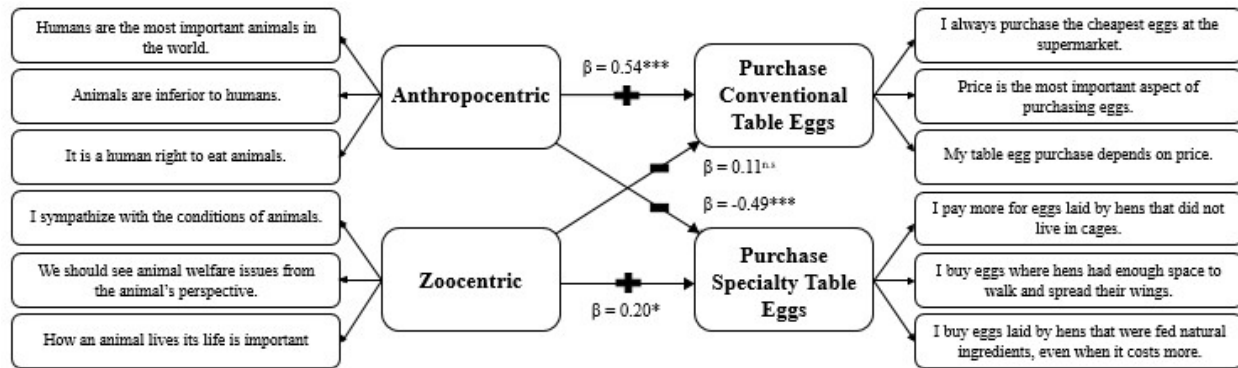 Humans are the most important animals in
the world.
Animals are inferior to humans.
It is a human right to eat animals.
I sympathize with the conditions of animals.
We should see animal welfare issues from
the animal's perspective.
How an animal lives its life is important
Anthropocentric
Zoocentric
β = 0.54***
β = 0.11ⁿ·ˢ
β = -0.49***
β = 0.20*
Purchase
Conventional
Table Eggs
Purchase
Specialty Table
Eggs
I always purchase the cheapest eggs at the
supermarket.
Price is the most important aspect of
purchasing eggs.
My table egg purchase depends on price.
I pay more for eggs laid by hens that did not
live in cages.
I buy eggs where hens had enough space to
walk and spread their wings.
I buy eggs laid by hens that were fed natural
ingredients, even when it costs more.